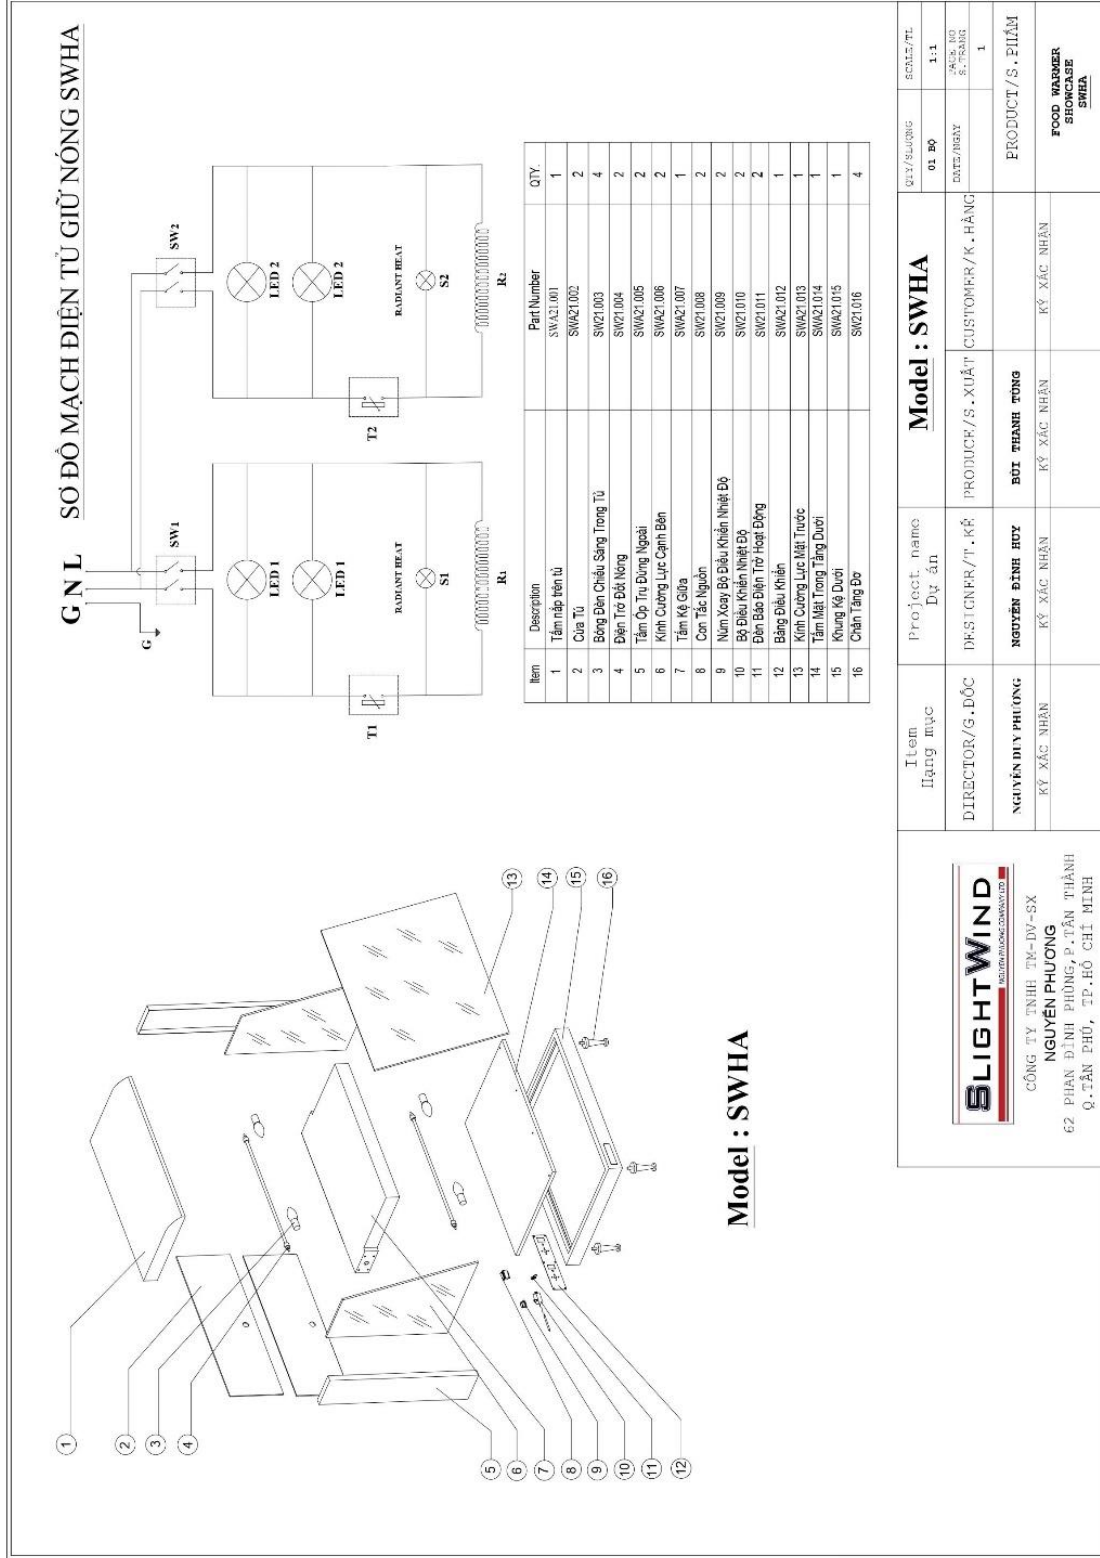 SƠ ĐỒ MẠCH ĐIỆN TỦ GIỮ NÓNG SWHA
G N L
G
SW1
SW2
LED 1
LED 2
LED 1
LED 2
T1
T2
RADIANT HEAT
RADIANT HEAT
S1
S2
R1
R2
1
2
3
4
5
6
7
8
9
10
11
12
13
14
15
16
Model : SWHA
Item Description Part Number QTY.
1 Tấm nắp trên tủ SWA21.001 1
2 Cửa Tủ SWA21.002 2
3 Bóng Đèn Chiếu Sáng Trong Tủ SW21.003 4
4 Điện Trở Đốt Nóng SW21.004 2
5 Tấm Ốp Trụ Đứng Ngoài SWA21.005 2
6 Kính Cường Lực Cạnh Bên SWA21.006 2
7 Tấm Kệ Giữa SWA21.007 1
8 Con Tắc Nguồn SW21.008 2
9 Núm Xoay Bộ Điều Khiển Nhiệt Độ SW21.009 2
10 Bộ Điều Khiển Nhiệt Độ SW21.010 2
11 Đèn Báo Điện Trở Hoạt Động SW21.011 2
12 Bảng Điều Khiển SWA21.012 1
13 Kính Cường Lực Mặt Trước SWA21.013 1
14 Tấm Mặt Trong Tầng Dưới SWA21.014 1
15 Khung Kệ Dưới SWA21.015 1
16 Chân Tăng Đơ SW21.016 4
SLIGHTWIND
NGUYEN PHUONG COMPANY LTD
CÔNG TY TNHH TM-DV-SX
NGUYỄN PHƯƠNG
62 PHAN ĐÌNH PHÙNG, P.TÂN THÀNH
Q.TÂN PHÚ, TP.HỒ CHÍ MINH
Item
Hạng mục
Project name
Dự án
Model : SWHA
QTY/SLƯỢNG
01 BỘ
SCALE/TL
1:1
DIRECTOR/G.ĐỐC
DESIGNER/T.KẾ
PRODUCE/S.XUẤT
CUSTOMER/K.HÀNG
DATE/NGÀY
PAGE NO
S.TRANG
1
NGUYỄN DUY PHƯƠNG
NGUYỄN ĐÌNH HUY
BÙI THANH TÙNG
PRODUCT/S.PHẨM
KÝ XÁC NHẬN
KÝ XÁC NHẬN
KÝ XÁC NHẬN
KÝ XÁC NHẬN
FOOD WARMER
SHOWCASE
SWHA